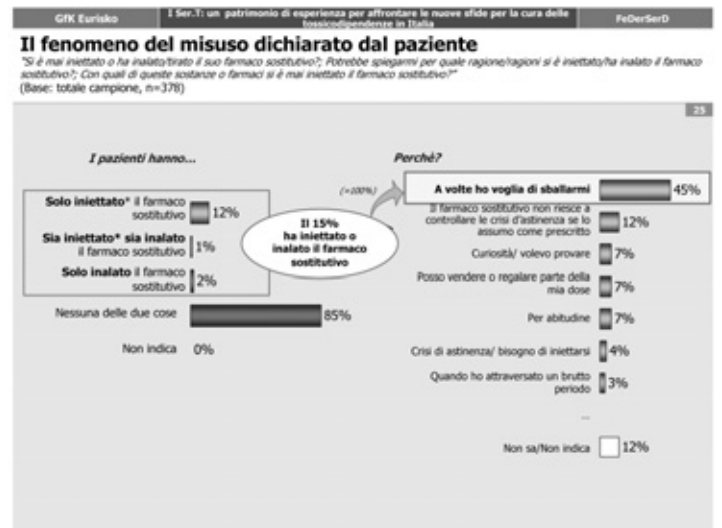 GfK Eurisko
I Ser.T: un patrimonio di esperienza per affrontare le nuove sfide per la cura delle
tossicodipendenze in Italia
FeDerSerD
Il fenomeno del misuso dichiarato dal paziente
"Si è mai iniettato o ha inalato/tirato il suo farmaco sostitutivo?; Potrebbe spiegarmi per quale ragione/ragioni si è iniettato/ha inalato il farmaco
sostitutivo?; Con quali di queste sostanze o farmaci si è mai iniettato il farmaco sostitutivo?"
(Base: totale campione, n=378)
25
I pazienti hanno...
Solo iniettato* il farmaco
sostitutivo
12%
Sia iniettato* sia inalato
il farmaco sostitutivo
1%
Solo inalato il farmaco
sostitutivo
2%
Nessuna delle due cose
85%
Non indica
0%
Il 15%
ha iniettato o
inalato il farmaco
sostitutivo
(=100%)
Perchè?
A volte ho voglia di sballarmi
45%
Il farmaco sostitutivo non riesce a
controllare le crisi d'astinenza se lo
assumo come prescritto
12%
Curiosità/ volevo provare
7%
Posso vendere o regalare parte della
mia dose
7%
Per abitudine
7%
Crisi di astinenza/ bisogno di iniettarsi
4%
Quando ho attraversato un brutto
periodo
3%
...
Non sa/Non indica
12%